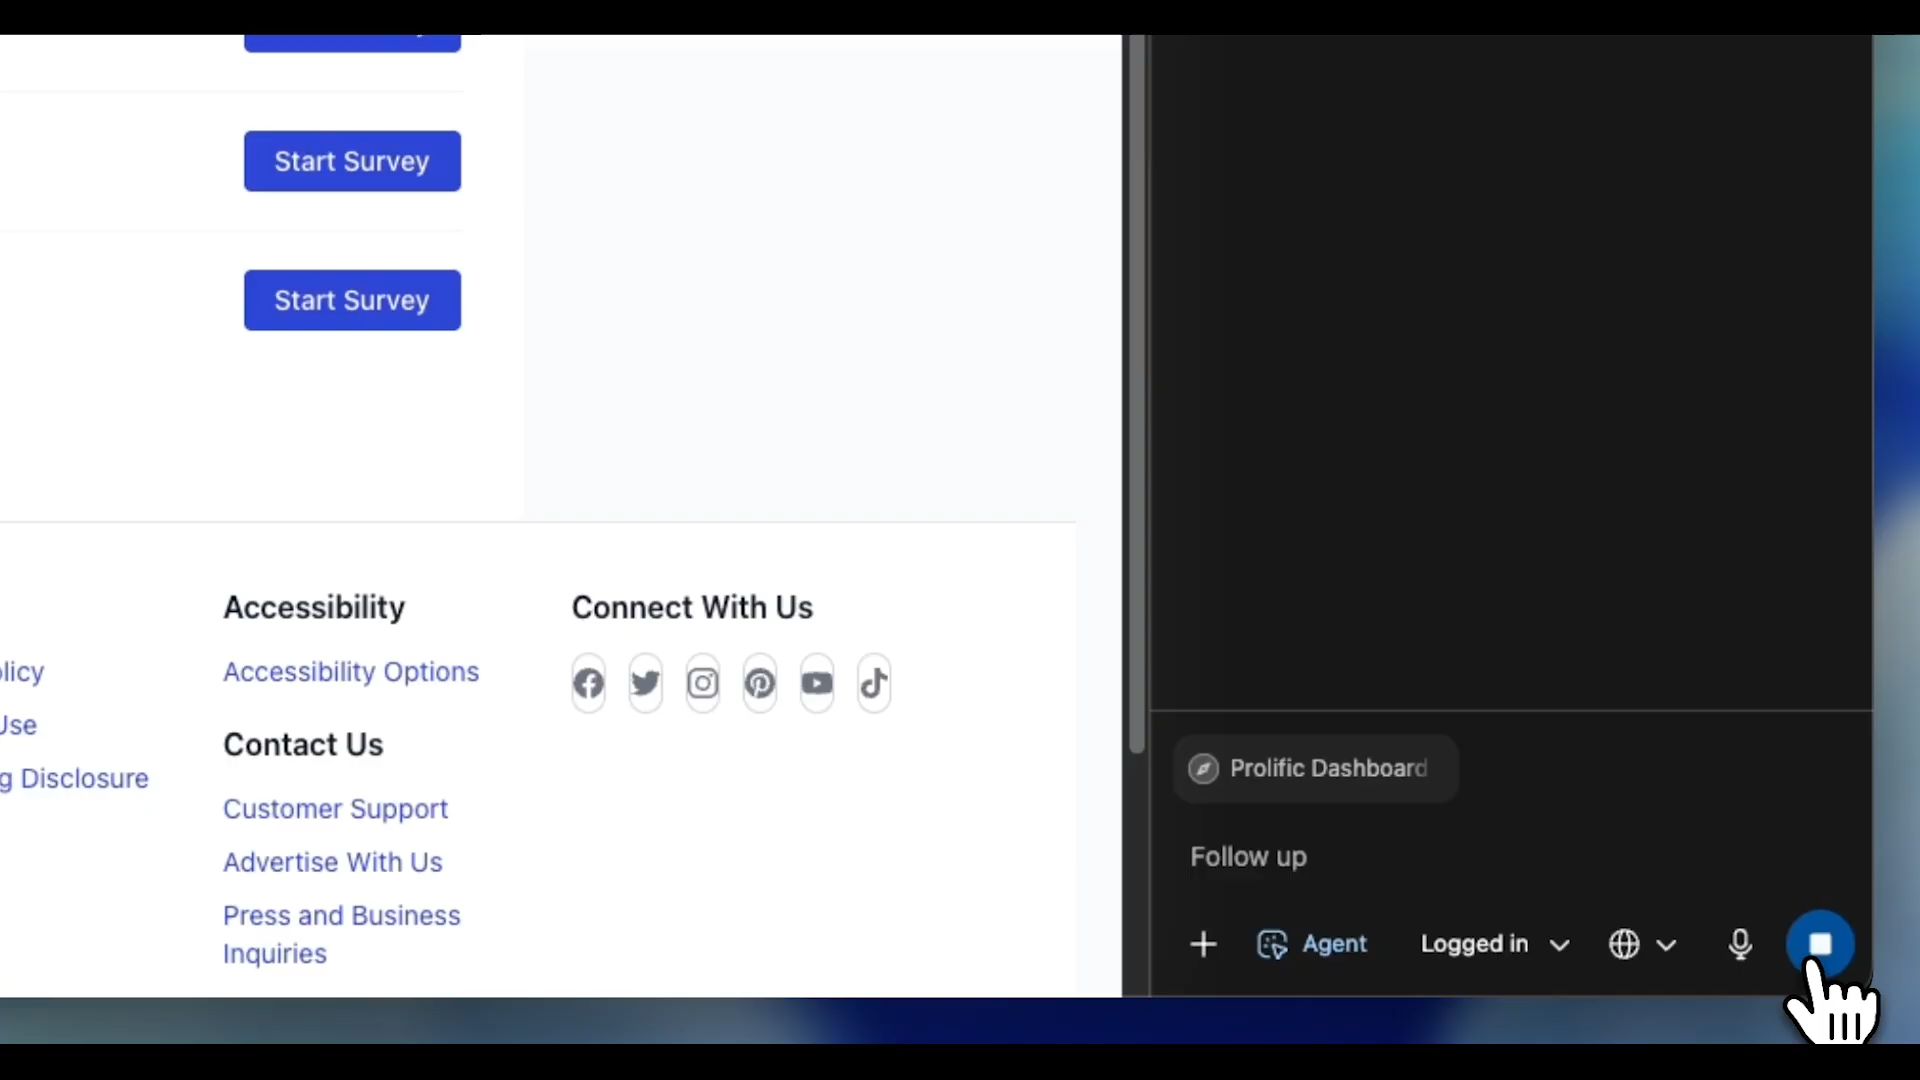 Start Survey
Start Survey
Accessibility
Accessibility Options
Contact Us
Customer Support
Advertise With Us
Press and Business
Inquiries
Connect With Us
licy
Use
g Disclosure
Prolific Dashboard
Follow up
Agent
Logged in